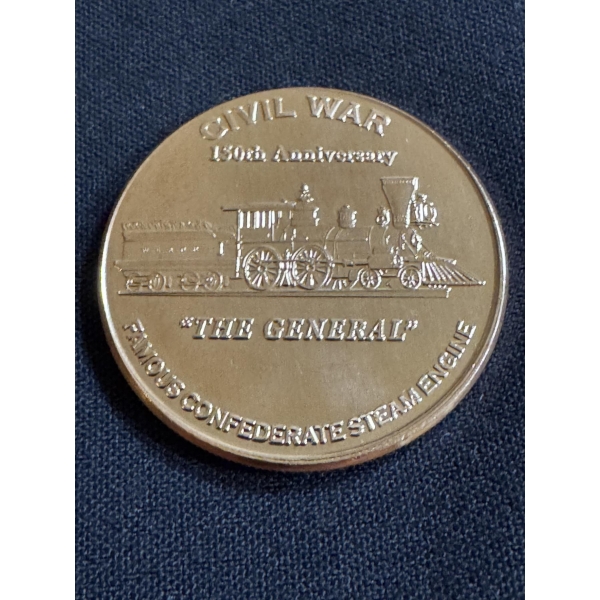 CIVIL WAR
150th Anniversary
"THE GENERAL"
FAMOUS CONFEDERATE STEAM ENGINE